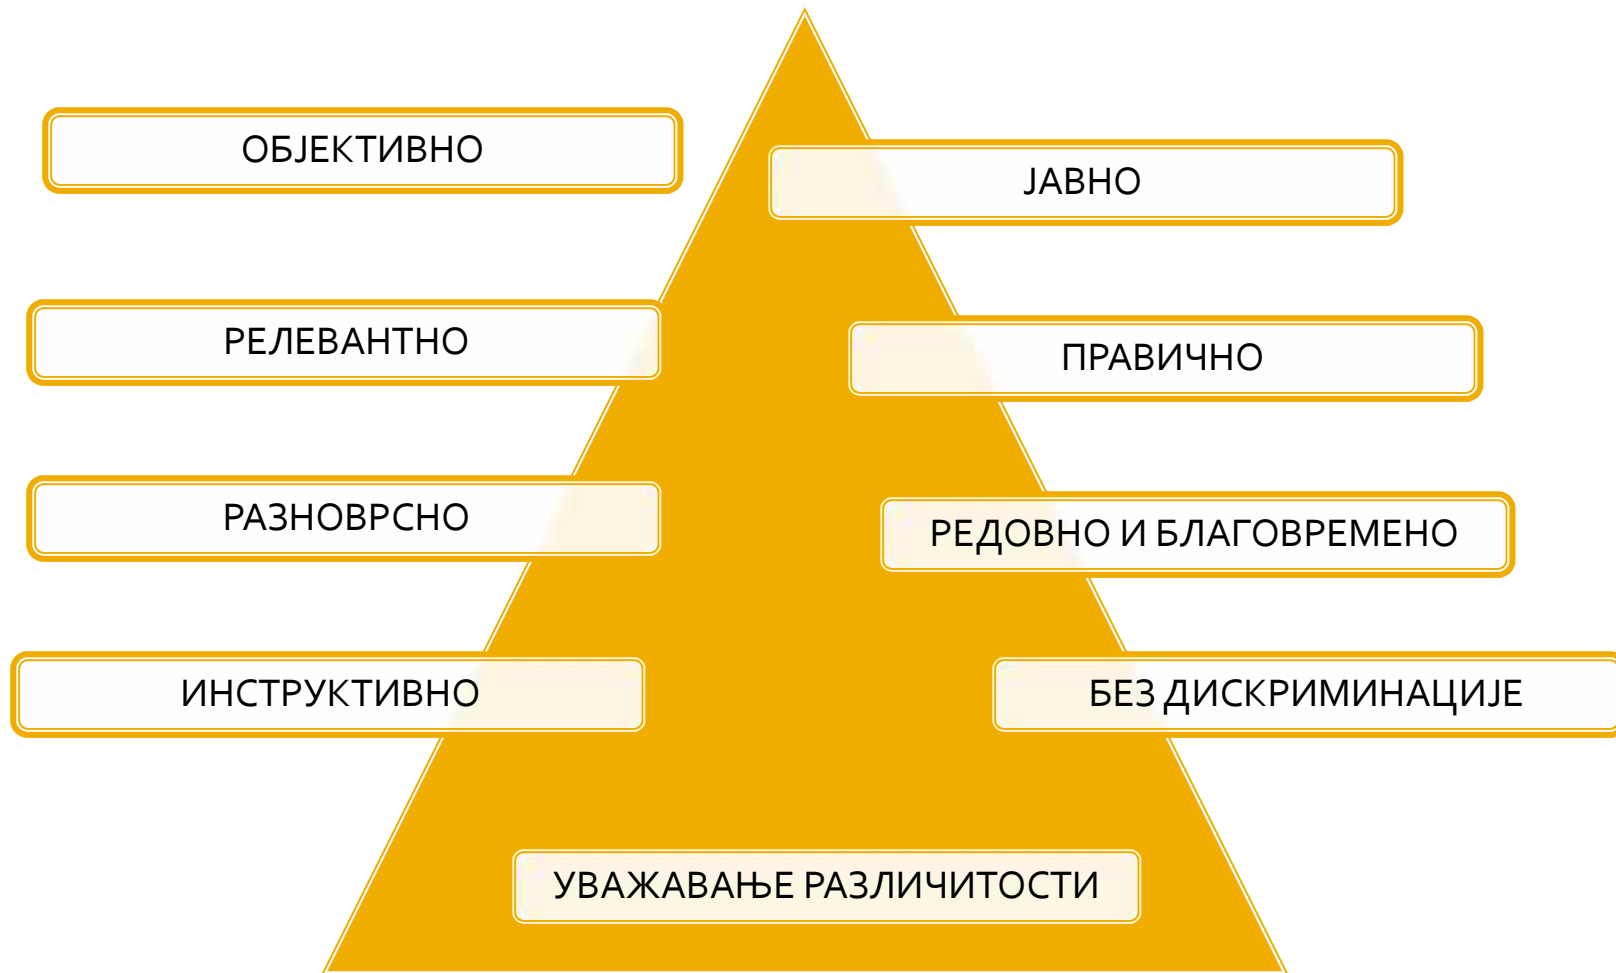 ОБЈЕКТИВНО
ЈАВНО
РЕЛЕВАНТНО
ПРАВИЧНО
РАЗНОВРСНО
РЕДОВНО И БЛАГОВРЕМЕНО
ИНСТРУКТИВНО
БЕЗ ДИСКРИМИНАЦИЈЕ
УВАЖАВАЊЕ РАЗЛИЧИТОСТИ